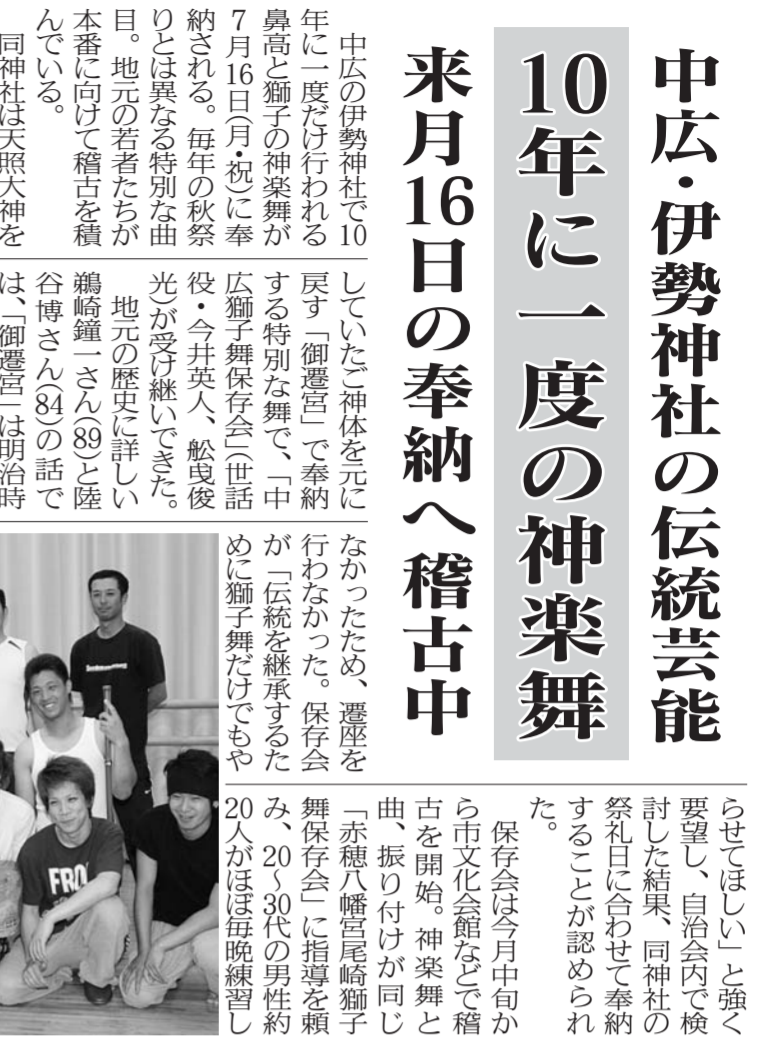 中広・伊勢神社の伝統芸能
10年に一度の神楽舞
来月16日の奉納へ稽古中
中広の伊勢神社で10
年に一度だけ行われる
鼻高と獅子の神楽舞が
７月16日(月・祝)に奉
納される。毎年の秋祭
りとは異なる特別な曲
目。地元の若者たちが
本番に向けて稽古を積
んでいる。
同神社は天照大神を
していたご神体を元に
戻す「御遷宮」で奉納
する特別な舞で、「中
広獅子舞保存会」(世話
役・今井英人、舩曵俊
光)が受け継いできた。
地元の歴史に詳しい
鵜崎鐘一さん(89)と陸
谷博さん(84)の話で
は、「御遷宮」は明治時
なかったため、遷座を
行わなかった。保存会
が「伝統を継承するた
めに獅子舞だけでもや
らせてほしい」と強く
要望し、自治会内で検
討した結果、同神社の
祭礼日に合わせて奉納
することが認められ
た。
保存会は今月中旬か
ら市文化会館などで稽
古を開始。神楽舞と
曲、振り付けが同じ
「赤穂八幡宮尾崎獅子
舞保存会」に指導を頼
み、20〜30代の男性約
20人がほぼ毎晩練習し
FRO